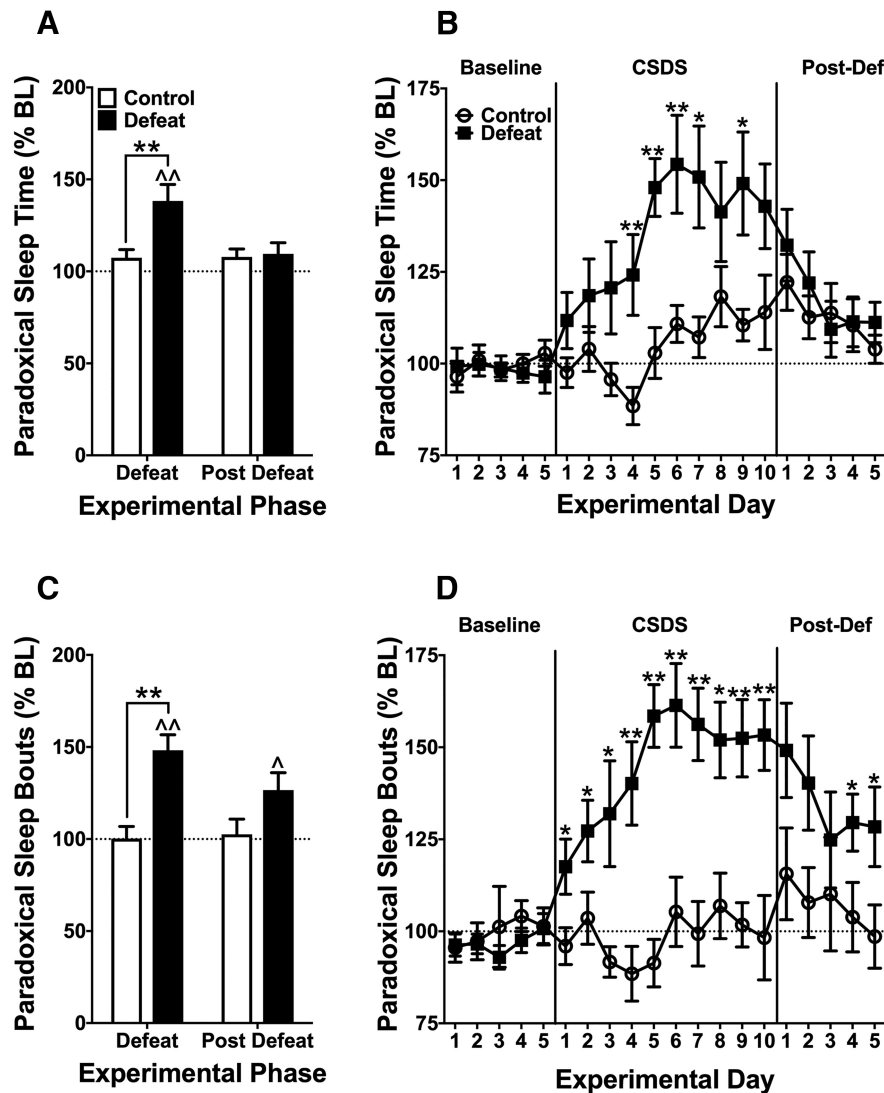 A
Paradoxical Sleep Time (% BL)
200
150
100
50
0
Control
Defeat
**
^^
Defeat Post Defeat
Experimental Phase
B
Baseline CSDS Post-Def
Paradoxical Sleep Time (% BL)
175
150
125
100
75
Control
Defeat
** ** ** * *
1 2 3 4 5 1 2 3 4 5 6 7 8 9 10 1 2 3 4 5
Experimental Day
C
Paradoxical Sleep Bouts (% BL)
200
150
100
50
0
**
^^
^
Defeat Post Defeat
Experimental Phase
D
Baseline CSDS Post-Def
Paradoxical Sleep Bouts (% BL)
175
150
125
100
75
* * * ** ** ** ** * ** ** * *
1 2 3 4 5 1 2 3 4 5 6 7 8 9 10 1 2 3 4 5
Experimental Day